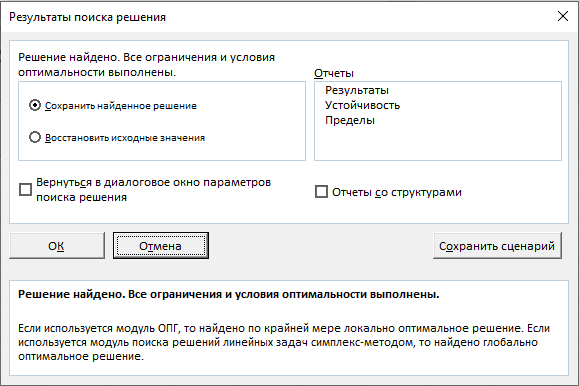 Результаты поиска решения
Решение найдено. Все ограничения и условия
оптимальности выполнены.
Отчеты
Сохранить найденное решение
Восстановить исходные значения
Результаты
Устойчивость
Пределы
Вернуться в диалоговое окно параметров
поиска решения
Отчеты со структурами
ОК
Отмена
Сохранить сценарий
Решение найдено. Все ограничения и условия оптимальности выполнены.
Если используется модуль ОПГ, то найдено по крайней мере локально оптимальное решение. Если
используется модуль поиска решений линейных задач симплекс-методом, то найдено глобально
оптимальное решение.